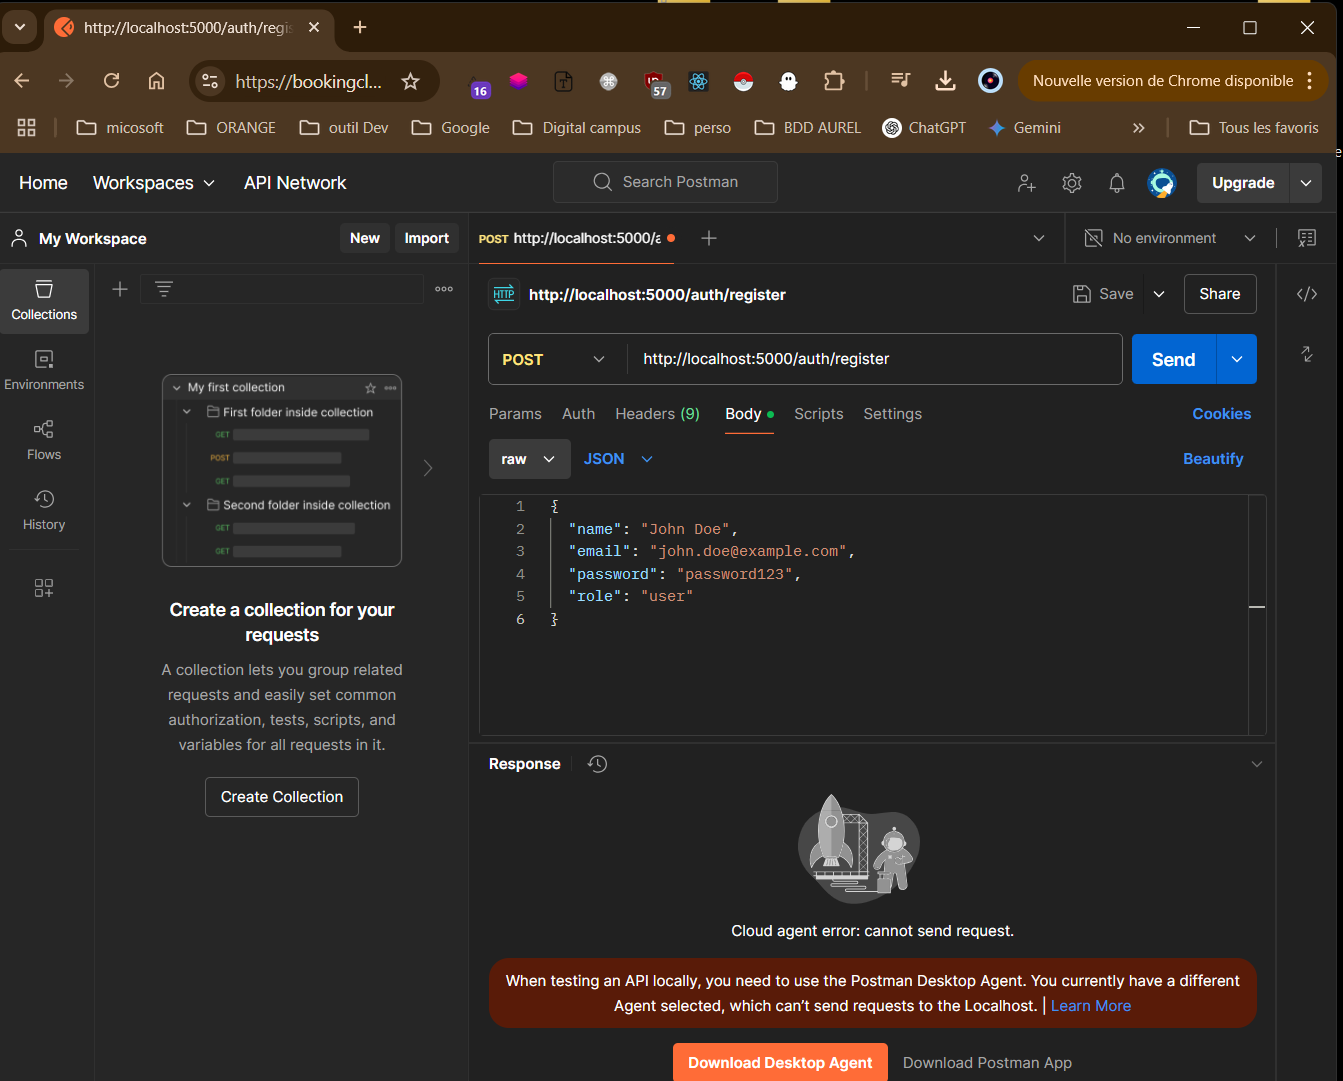 http://localhost:5000/auth/regis
https://bookingcl...
16
57
Nouvelle version de Chrome disponible
micosoft
ORANGE
outil Dev
Google
Digital campus
perso
BDD AUREL
ChatGPT
Gemini
Tous les favoris
Home
Workspaces
API Network
Search Postman
Upgrade
My Workspace
New
Import
POST http://localhost:5000/a
No environment
Collections
Environments
Flows
History
My first collection
First folder inside collection
GET
POST
GET
Second folder inside collection
GET
GET
Create a collection for your
requests
A collection lets you group related
requests and easily set common
authorization, tests, scripts, and
variables for all requests in it.
Create Collection
HTTP
http://localhost:5000/auth/register
Save
Share
POST
http://localhost:5000/auth/register
Send
Params
Auth
Headers (9)
Body
Scripts
Settings
Cookies
raw
JSON
Beautify
1 {
2 "name": "John Doe",
3 "email": "john.doe@example.com",
4 "password": "password123",
5 "role": "user"
6 }
Response
Cloud agent error: cannot send request.
When testing an API locally, you need to use the Postman Desktop Agent. You currently have a different
Agent selected, which can’t send requests to the Localhost. | Learn More
Download Desktop Agent
Download Postman App